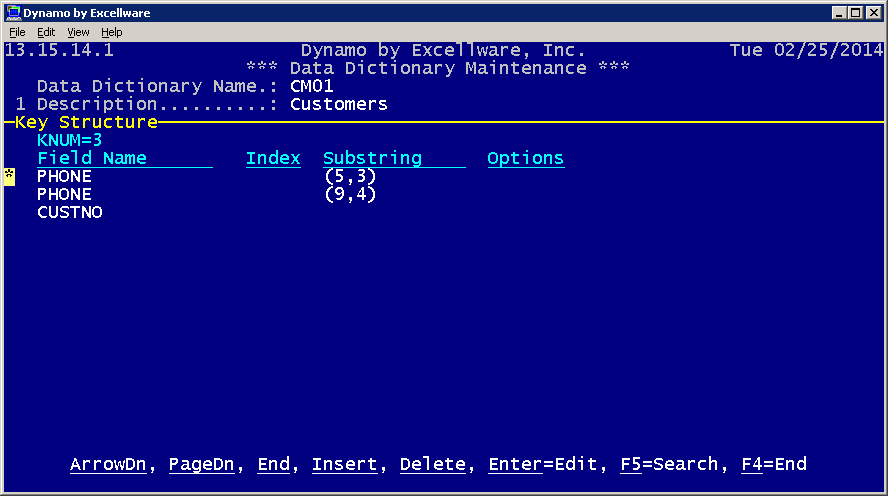 Dynamo by Excellware
File Edit View Help
13.15.14.1 Dynamo by Excellware, Inc. Tue 02/25/2014
*** Data Dictionary Maintenance ***
Data Dictionary Name.: CM01
1 Description..........: Customers
Key Structure
KNUM=3
Field Name Index Substring Options
* PHONE (5,3)
PHONE (9,4)
CUSTNO
ArrowDn, PageDn, End, Insert, Delete, Enter=Edit, F5=Search, F4=End